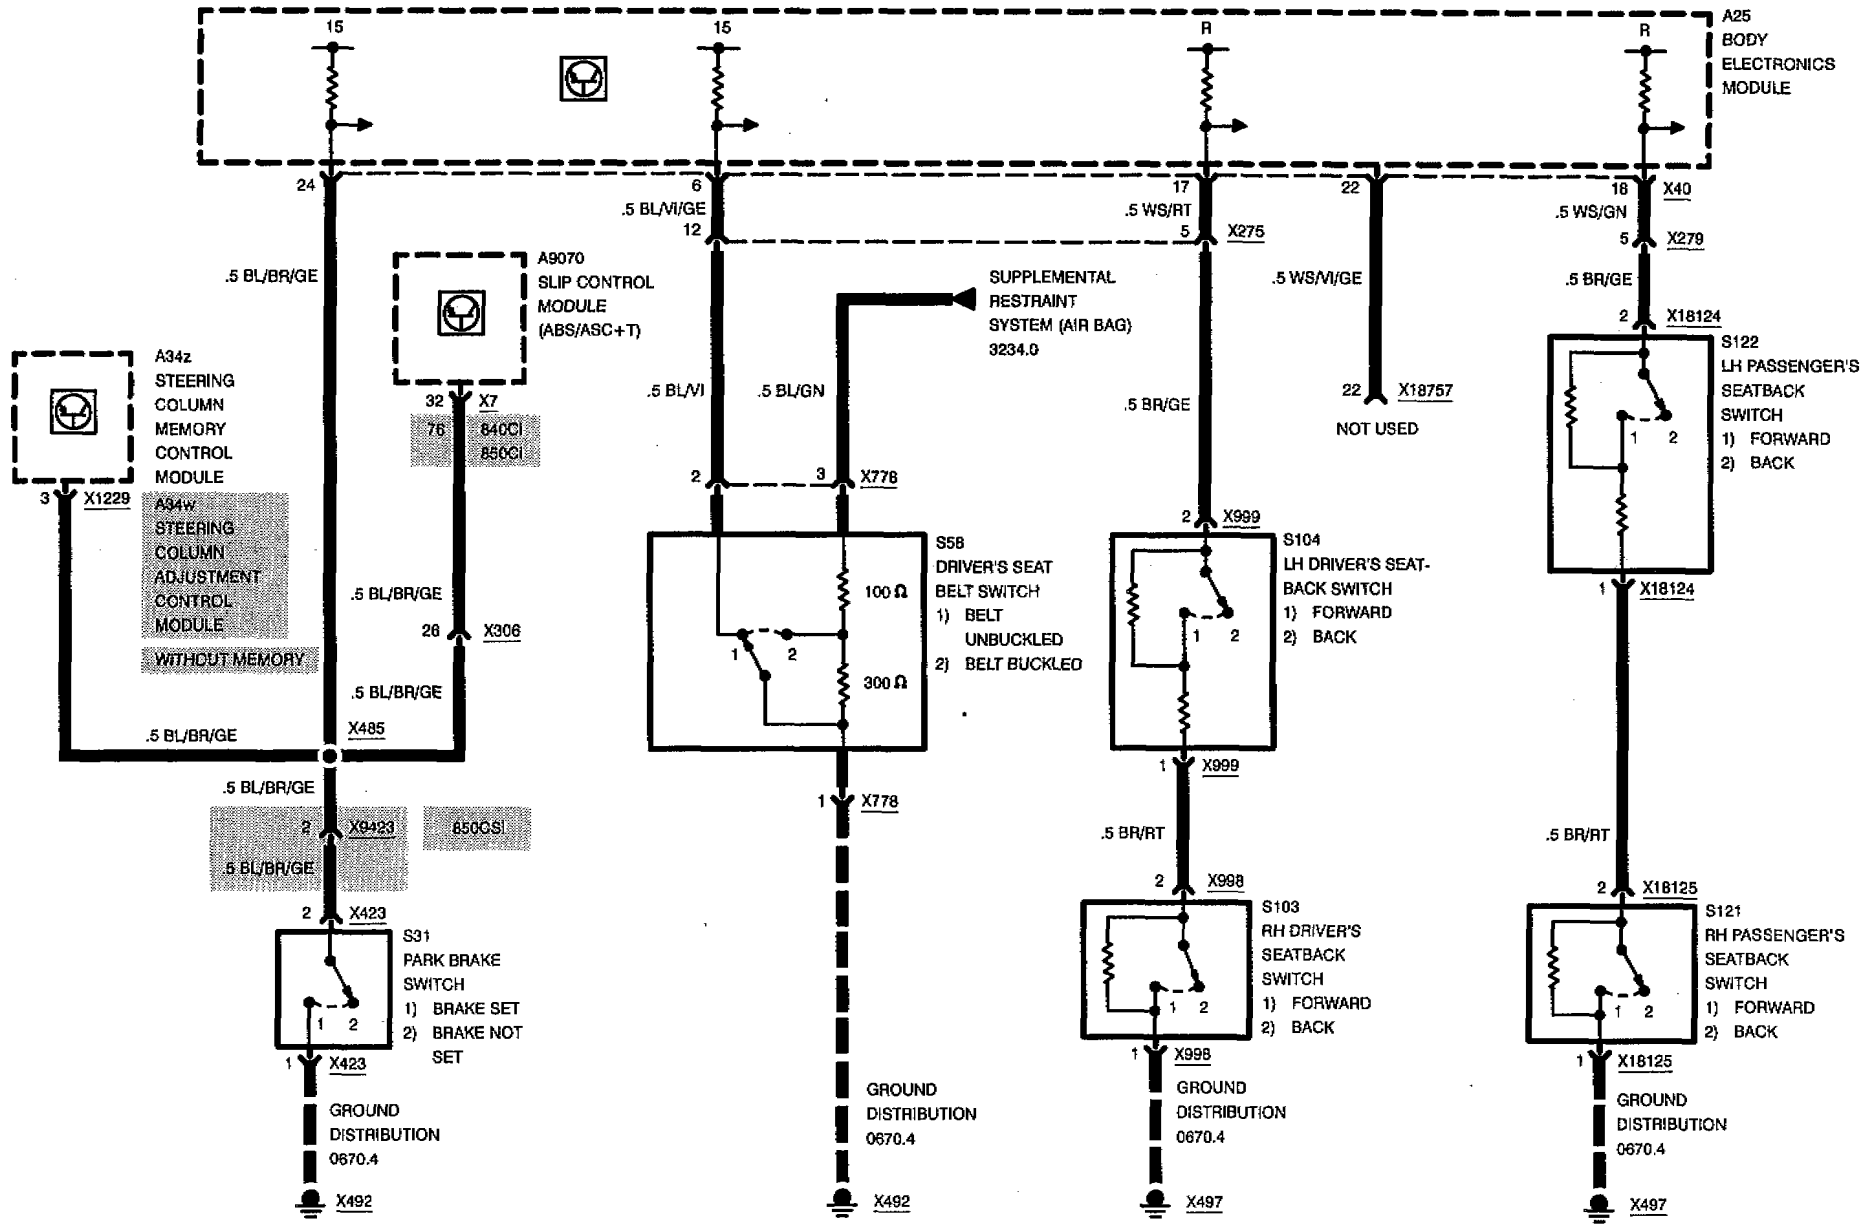 15
15
R
R
A25
BODY
ELECTRONICS
MODULE
24
6
17
22
18
X40
.5 BL/VI/GE
.5 WS/RT
.5 WS/GN
12
5
X275
5
X279
.5 BL/BR/GE
A9070
SLIP CONTROL
MODULE
(ABS/ASC+T)
SUPPLEMENTAL
RESTRAINT
SYSTEM (AIR BAG)
3234.0
.5 WS/VI/GE
.5 BR/GE
2
X18124
A34z
STEERING
COLUMN
MEMORY
CONTROL
MODULE
S122
LH PASSENGER'S
SEATBACK
SWITCH
1) FORWARD
2) BACK
1
2
.5 BL/VI
.5 BL/GN
.5 BR/GE
22
X18757
NOT USED
32
X7
76
840CI
850CI
3
X1229
A34w
STEERING
COLUMN
ADJUSTMENT
CONTROL
MODULE
WITHOUT MEMORY
2
3
X778
2
X999
S58
DRIVER'S SEAT
BELT SWITCH
1) BELT
UNBUCKLED
2) BELT BUCKLED
100Ω
300Ω
1
2
S104
LH DRIVER'S SEAT-
BACK SWITCH
1) FORWARD
2) BACK
1
2
1
X18124
.5 BL/BR/GE
26
X306
.5 BL/BR/GE
.5 BL/BR/GE
X485
1
X999
.5 BL/BR/GE
1
X778
2
X9423
850CSI
.5 BL/BR/GE
.5 BR/RT
.5 BR/RT
2
X998
2
X18125
2
X423
S31
PARK BRAKE
SWITCH
1) BRAKE SET
2) BRAKE NOT
SET
1
2
S103
RH DRIVER'S
SEATBACK
SWITCH
1) FORWARD
2) BACK
1
2
S121
RH PASSENGER'S
SEATBACK
SWITCH
1) FORWARD
2) BACK
1
2
1
X423
1
X998
1
X18125
GROUND
DISTRIBUTION
0670.4
GROUND
DISTRIBUTION
0670.4
GROUND
DISTRIBUTION
0670.4
GROUND
DISTRIBUTION
0670.4
X492
X492
X497
X497